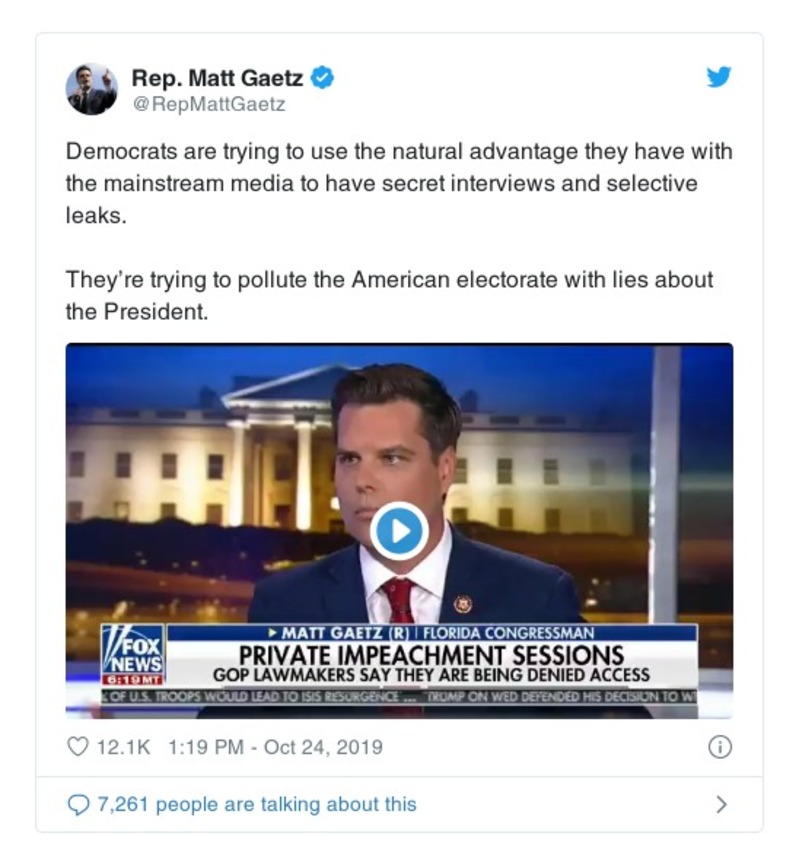 Rep. Matt Gaetz
@RepMattGaetz
Democrats are trying to use the natural advantage they have with
the mainstream media to have secret interviews and selective
leaks.
They're trying to pollute the American electorate with lies about
the President.
MATT GAETZ (R) | FLORIDA CONGRESSMAN
FOX
NEWS
PRIVATE IMPEACHMENT SESSIONS
GOP LAWMAKERS SAY THEY ARE BEING DENIED ACCESS
6:19 MT
OF U.S. TROOPS WOULD LEAD TO ISIS RESURGENCE ... TRUMP ON WED DEFENDED HIS DECISION TO
12.1K 1:19 PM - Oct 24, 2019
7,261 people are talking about this